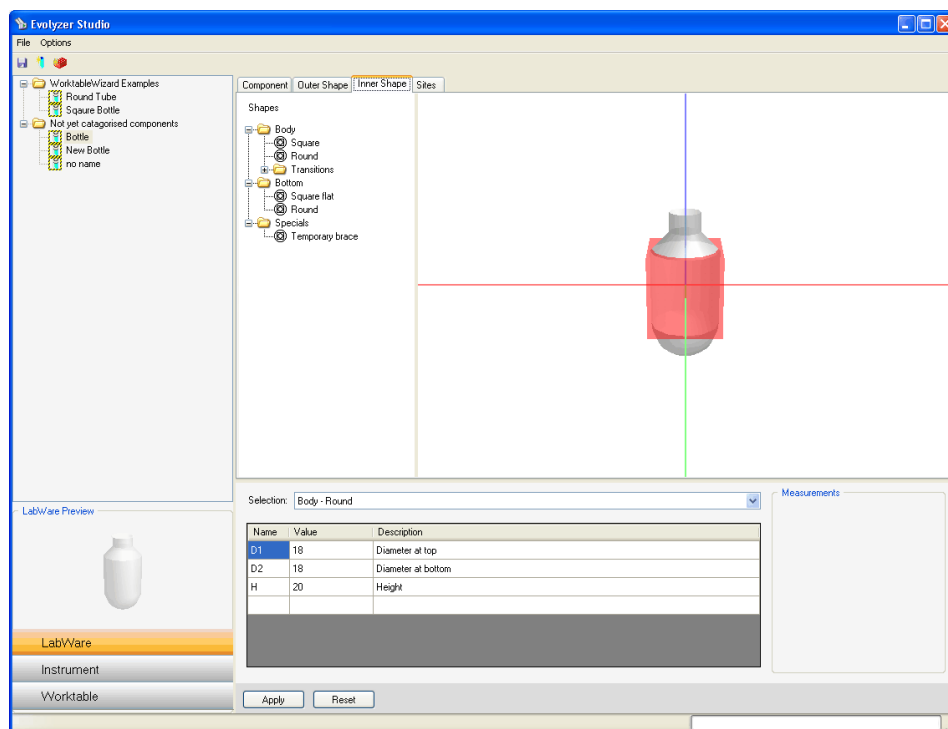 Evolyzer Studio
File Options
WorktableWizard Examples
Round Tube
Sqaure Bottle
Not yet catagorised components
Bottle
New Bottle
no name
Component Outer Shape Inner Shape Sites
Shapes
Body
Square
Round
Transitions
Bottom
Square flat
Round
Specials
Temporary brace
LabWare Preview
LabWare
Instrument
Worktable
Selection: Body - Round
Name Value Description
D1 18 Diameter at top
D2 18 Diameter at bottom
H 20 Height
Measurements
Apply Reset